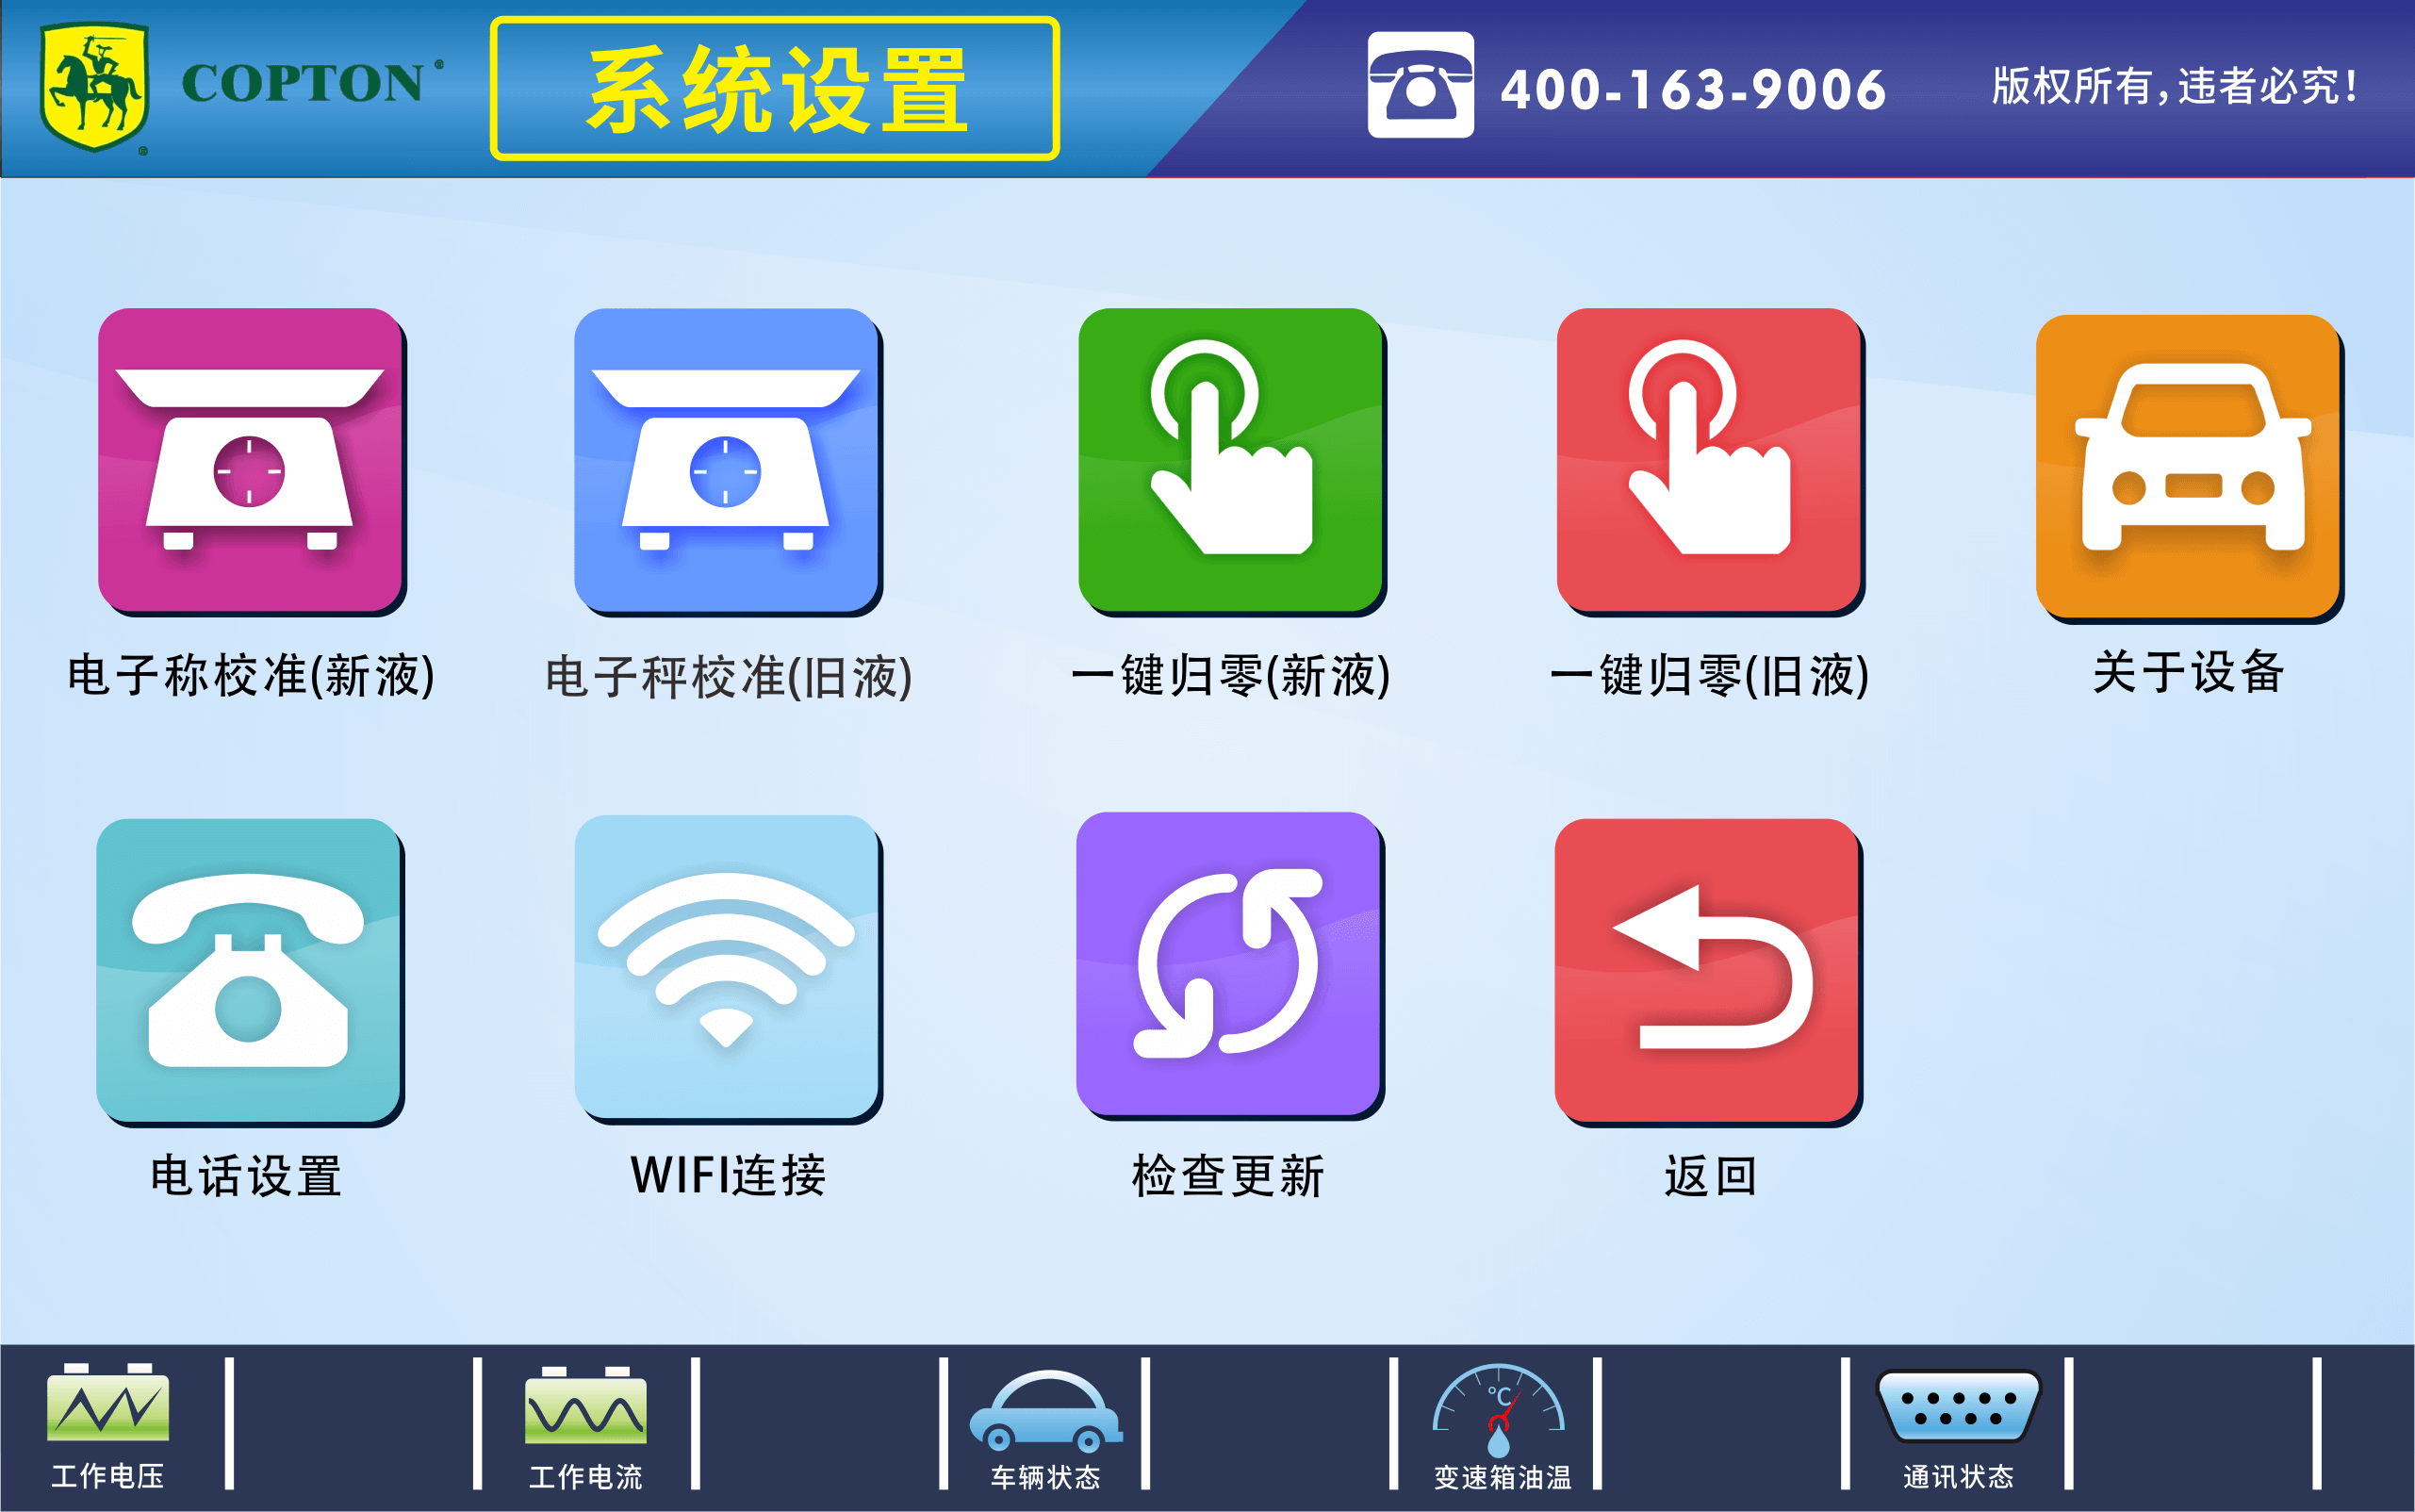 COPTON®
系统设置
400-163-9006
版权所有,违者必究!
®
电子称校准(新液)
电子秤校准(旧液)
一键归零(新液)
一键归零(旧液)
关于设备
电话设置
WIFI连接
检查更新
返回
℃
工作电压
工作电流
车辆状态
变速箱油温
通讯状态